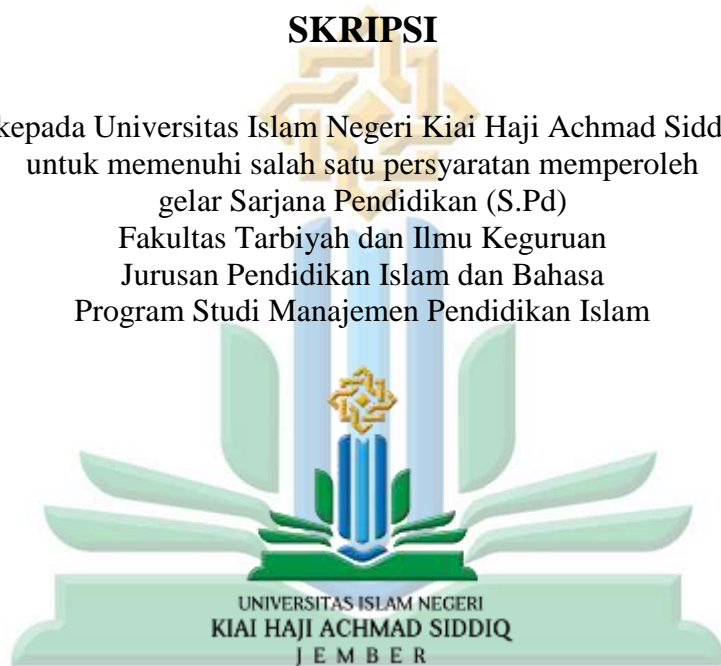 SKRIPSI
kepada Universitas Islam Negeri Kiai Haji Achmad Sidd
untuk memenuhi salah satu persyaratan memperoleh
gelar Sarjana Pendidikan (S.Pd)
Fakultas Tarbiyah dan Ilmu Keguruan
Jurusan Pendidikan Islam dan Bahasa
Program Studi Manajemen Pendidikan Islam
UNIVERSITAS ISLAM NEGERI
KIAI HAJI ACHMAD SIDDIQ
JEMBER